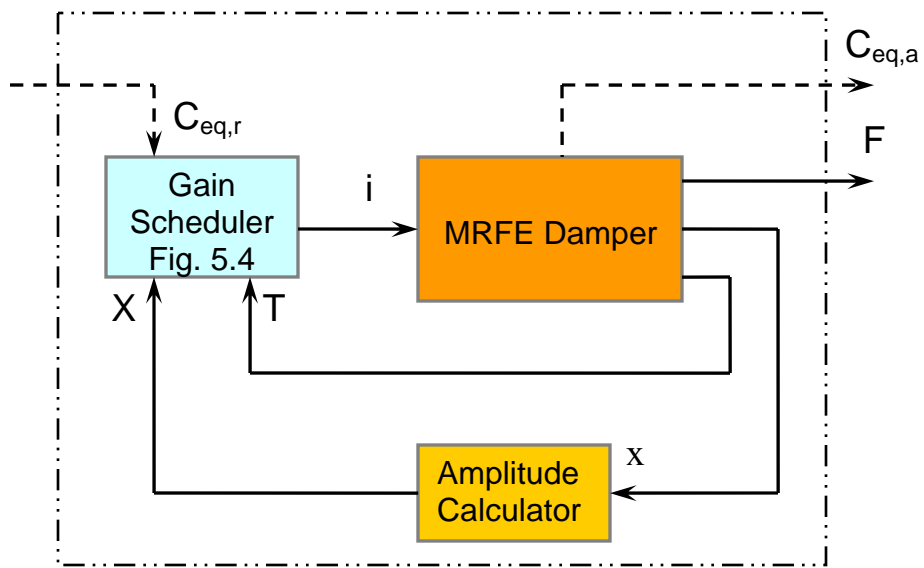 C_eq,a
C_eq,r
F
Gain
Scheduler
Fig. 5.4
i
MRFE Damper
X
T
x
Amplitude
Calculator